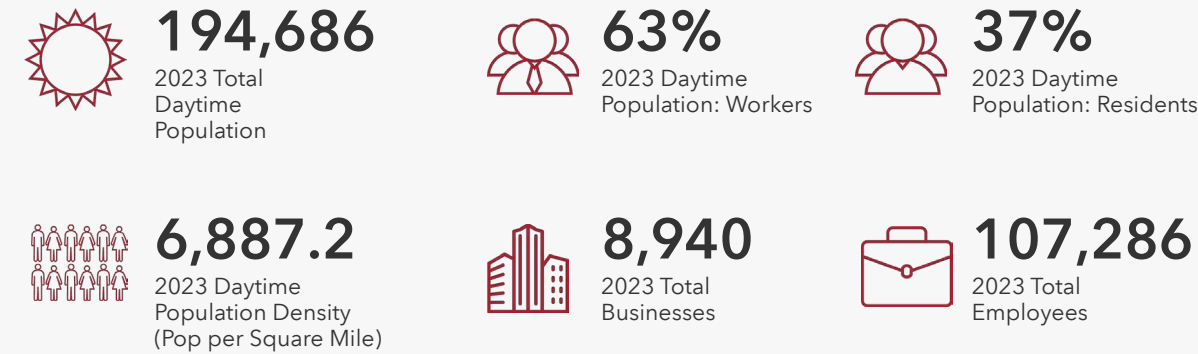 194,686
2023 Total
Daytime
Population
63%
2023 Daytime
Population: Workers
37%
2023 Daytime
Population: Residents
6,887.2
2023 Daytime
Population Density
(Pop per Square Mile)
8,940
2023 Total
Businesses
107,286
2023 Total
Employees